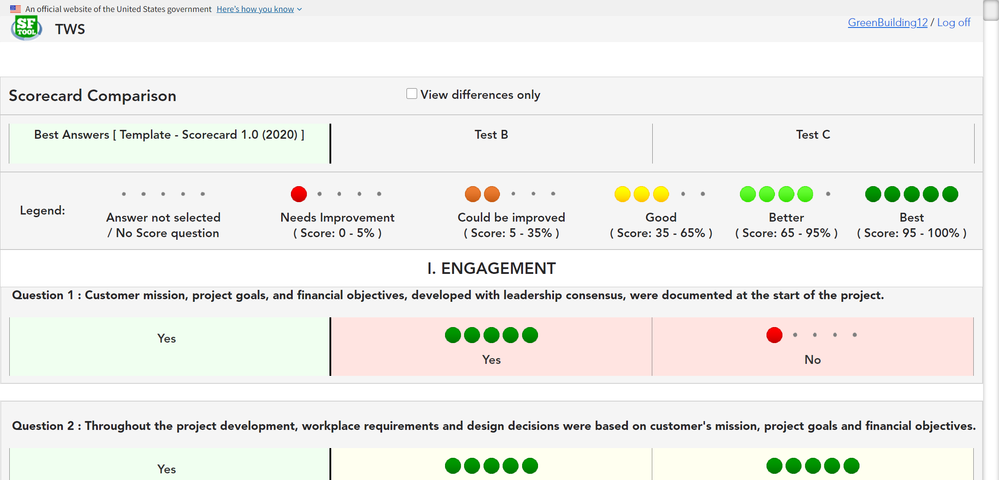 An official website of the United States government Here's how you know
SF
TOOL
TWS
GreenBuilding12 / Log off
Scorecard Comparison
View differences only
Best Answers [ Template - Scorecard 1.0 (2020) ]
Test B
Test C
Legend:
Answer not selected
/ No Score question
Needs Improvement
( Score: 0 - 5% )
Could be improved
( Score: 5 - 35% )
Good
( Score: 35 - 65% )
Better
( Score: 65 - 95% )
Best
( Score: 95 - 100% )
I. ENGAGEMENT
Question 1 : Customer mission, project goals, and financial objectives, developed with leadership consensus, were documented at the start of the project.
Yes
Yes
No
Question 2 : Throughout the project development, workplace requirements and design decisions were based on customer's mission, project goals and financial objectives.
Yes